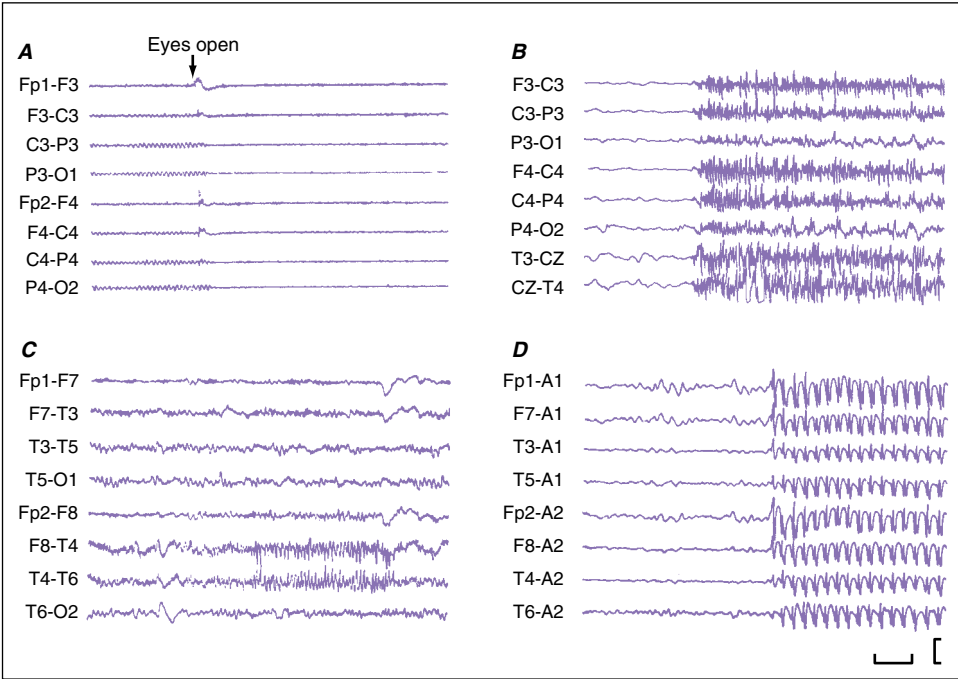 A
Eyes open
Fp1-F3
F3-C3
C3-P3
P3-O1
Fp2-F4
F4-C4
C4-P4
P4-O2
B
F3-C3
C3-P3
P3-O1
F4-C4
C4-P4
P4-O2
T3-CZ
CZ-T4
C
Fp1-F7
F7-T3
T3-T5
T5-O1
Fp2-F8
F8-T4
T4-T6
T6-O2
D
Fp1-A1
F7-A1
T3-A1
T5-A1
Fp2-A2
F8-A2
T4-A2
T6-A2